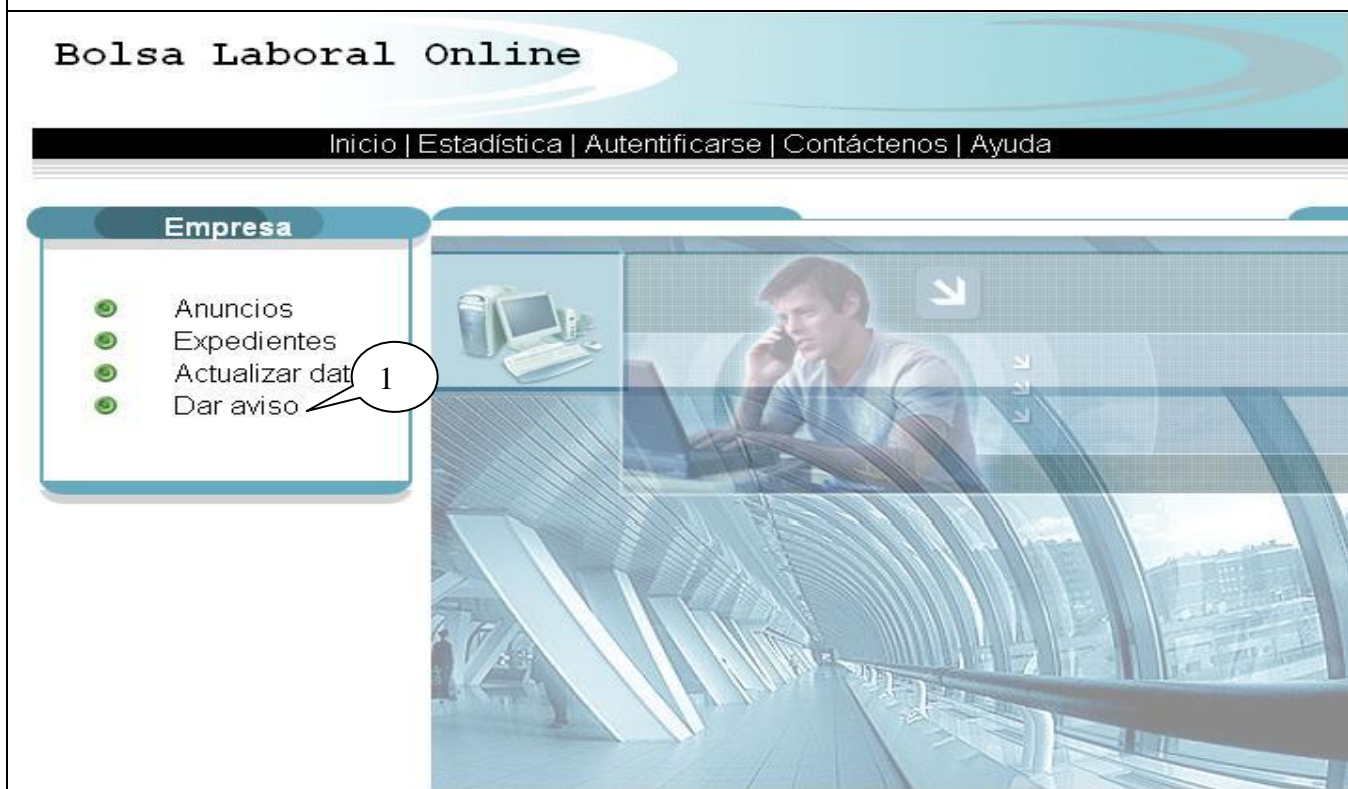 Bolsa Laboral Online
Inicio | Estadística | Autentificarse | Contáctenos | Ayuda
Empresa
Anuncios
Expedientes
Actualizar dat
1
Dar aviso